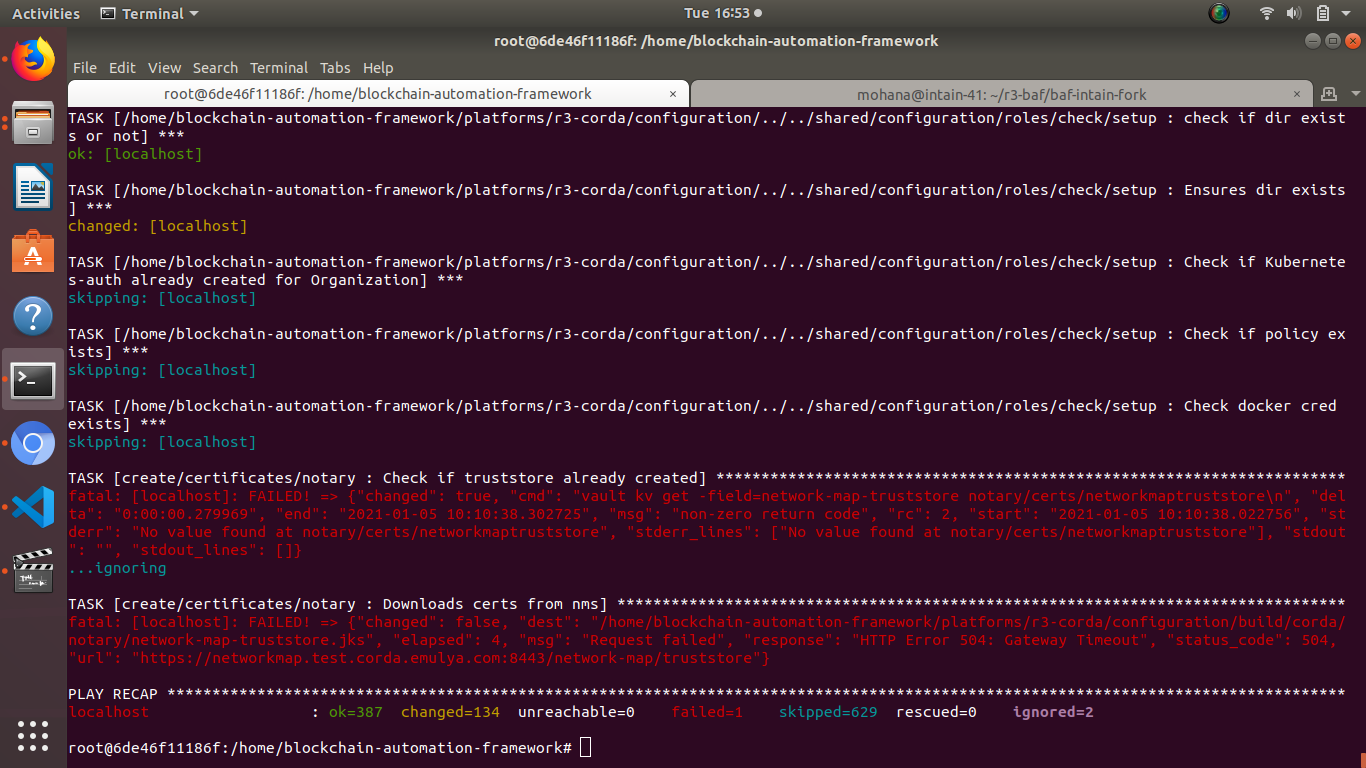 Activities Terminal Tue 16:53
root@6de46f11186f: /home/blockchain-automation-framework
File Edit View Search Terminal Tabs Help
root@6de46f11186f: /home/blockchain-automation-framework × mohana@intain-41: ~/r3-baf/baf-intain-fork ×
TASK [/home/blockchain-automation-framework/platforms/r3-corda/configuration/../../shared/configuration/roles/check/setup : check if dir exist
s or not] ***
ok: [localhost]
TASK [/home/blockchain-automation-framework/platforms/r3-corda/configuration/../../shared/configuration/roles/check/setup : Ensures dir exists
] ***
changed: [localhost]
TASK [/home/blockchain-automation-framework/platforms/r3-corda/configuration/../../shared/configuration/roles/check/setup : Check if Kubernete
s-auth already created for Organization] ***
skipping: [localhost]
TASK [/home/blockchain-automation-framework/platforms/r3-corda/configuration/../../shared/configuration/roles/check/setup : Check if policy ex
ists] ***
skipping: [localhost]
TASK [/home/blockchain-automation-framework/platforms/r3-corda/configuration/../../shared/configuration/roles/check/setup : Check docker cred
exists] ***
skipping: [localhost]
TASK [create/certificates/notary : Check if truststore already created] **********************************************************************
fatal: [localhost]: FAILED! => {"changed": true, "cmd": "vault kv get -field=network-map-truststore notary/certs/networkmaptruststore\n", "del
ta": "0:00:00.279969", "end": "2021-01-05 10:10:38.302725", "msg": "non-zero return code", "rc": 2, "start": "2021-01-05 10:10:38.022756", "st
derr": "No value found at notary/certs/networkmaptruststore", "stderr_lines": ["No value found at notary/certs/networkmaptruststore"], "stdout
": "", "stdout_lines": []}
...ignoring
TASK [create/certificates/notary : Downloads certs from nms] *********************************************************************************
fatal: [localhost]: FAILED! => {"changed": false, "dest": "/home/blockchain-automation-framework/platforms/r3-corda/configuration/build/corda/
notary/network-map-truststore.jks", "elapsed": 4, "msg": "Request failed", "response": "HTTP Error 504: Gateway Timeout", "status_code": 504,
"url": "https://networkmap.test.corda.emulya.com:8443/network-map/truststore"}
PLAY RECAP ***********************************************************************************************************************************
localhost : ok=387 changed=134 unreachable=0 failed=1 skipped=629 rescued=0 ignored=2
root@6de46f11186f:/home/blockchain-automation-framework#